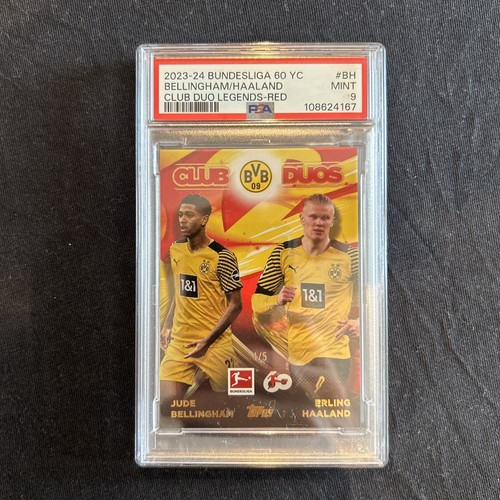 2023-24 BUNDESLIGA 60 YC #BH
BELLINGHAM/HAALAND MINT
CLUB DUO LEGENDS-RED 9
PSA 108624167
CLUB BVB 09 DUOS
1&1 1&1
/5
BUNDESLIGA 60
JUDE BELLINGHAM
topps
ERLING HAALAND